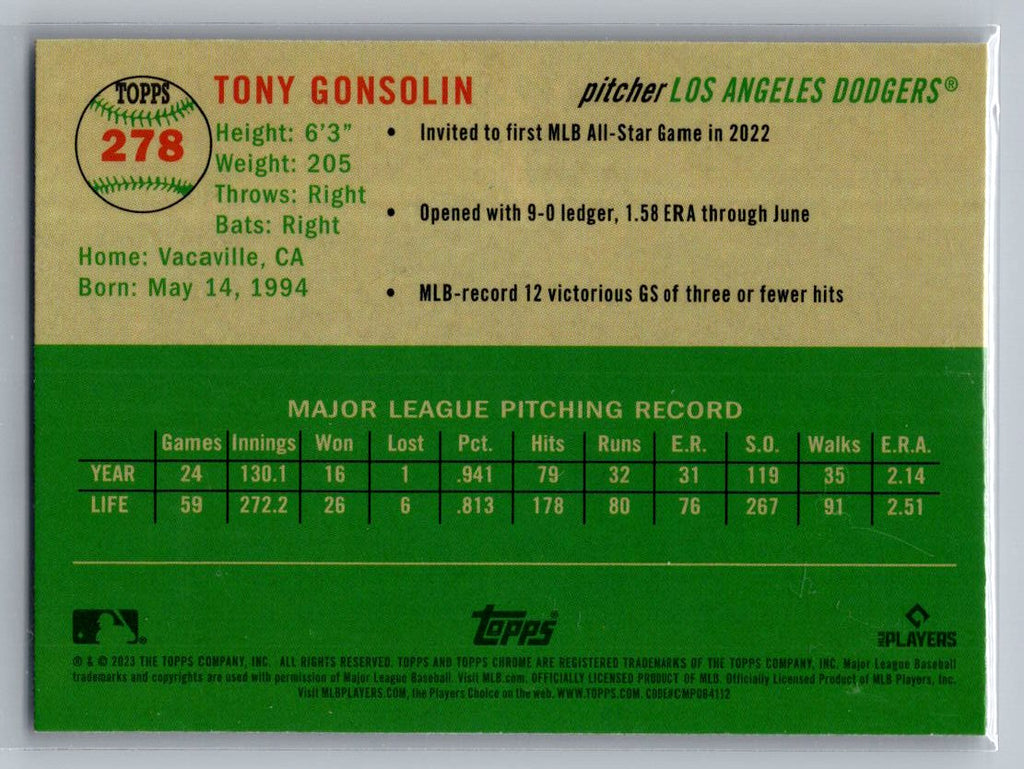 TOPPS
278
TONY GONSOLIN
pitcher LOS ANGELES DODGERS®
Height: 6'3"
Weight: 205
Throws: Right
Bats: Right
Home: Vacaville, CA
Born: May 14, 1994
• Invited to first MLB All-Star Game in 2022
• Opened with 9-0 ledger, 1.58 ERA through June
• MLB-record 12 victorious GS of three or fewer hits
MAJOR LEAGUE PITCHING RECORD
Games Innings Won Lost Pct. Hits Runs E.R. S.O. Walks E.R.A.
YEAR 24 130.1 16 1 .941 79 32 31 119 35 2.14
LIFE 59 272.2 26 6 .813 178 80 76 267 91 2.51
topps®
MLB PLAYERS
® & © 2023 THE TOPPS COMPANY, INC. ALL RIGHTS RESERVED. TOPPS AND TOPPS CHROME ARE REGISTERED TRADEMARKS OF THE TOPPS COMPANY, INC. Major League Baseball
trademarks and copyrights are used with permission of Major League Baseball. Visit MLB.com. OFFICIALLY LICENSED PRODUCT OF MLB. Officially Licensed Product of MLB Players, Inc.
Visit MLBPLAYERS.COM, the Players Choice on the web. WWW.TOPPS.COM. CODE#CMP084112